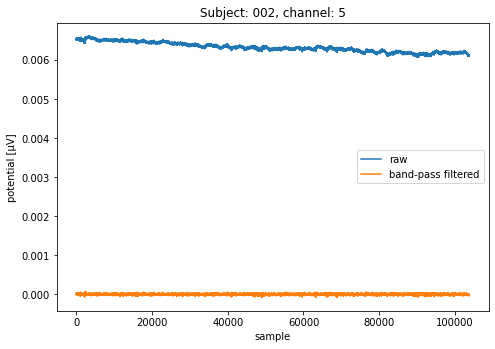 Subject: 002, channel: 5
potential [µV]
0.006
0.005
0.004
0.003
0.002
0.001
0.000
raw
band-pass filtered
0
20000
40000
60000
80000
100000
sample